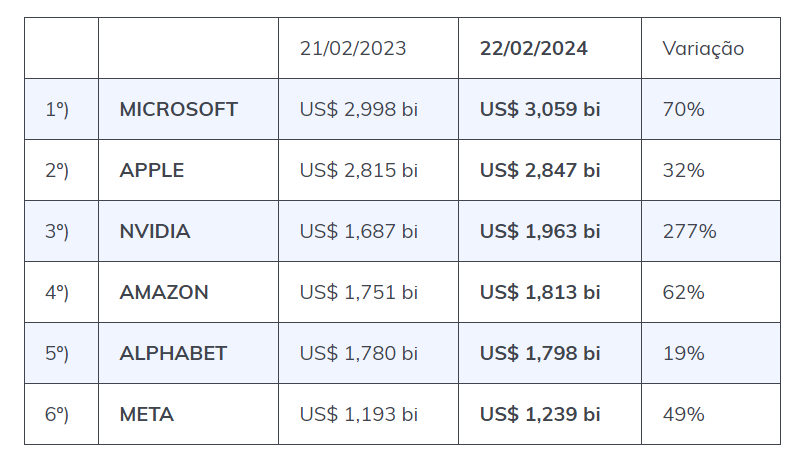 21/02/2023 22/02/2024 Variação
1º) MICROSOFT US$ 2,998 bi US$ 3,059 bi 70%
2º) APPLE US$ 2,815 bi US$ 2,847 bi 32%
3º) NVIDIA US$ 1,687 bi US$ 1,963 bi 277%
4º) AMAZON US$ 1,751 bi US$ 1,813 bi 62%
5º) ALPHABET US$ 1,780 bi US$ 1,798 bi 19%
6º) META US$ 1,193 bi US$ 1,239 bi 49%